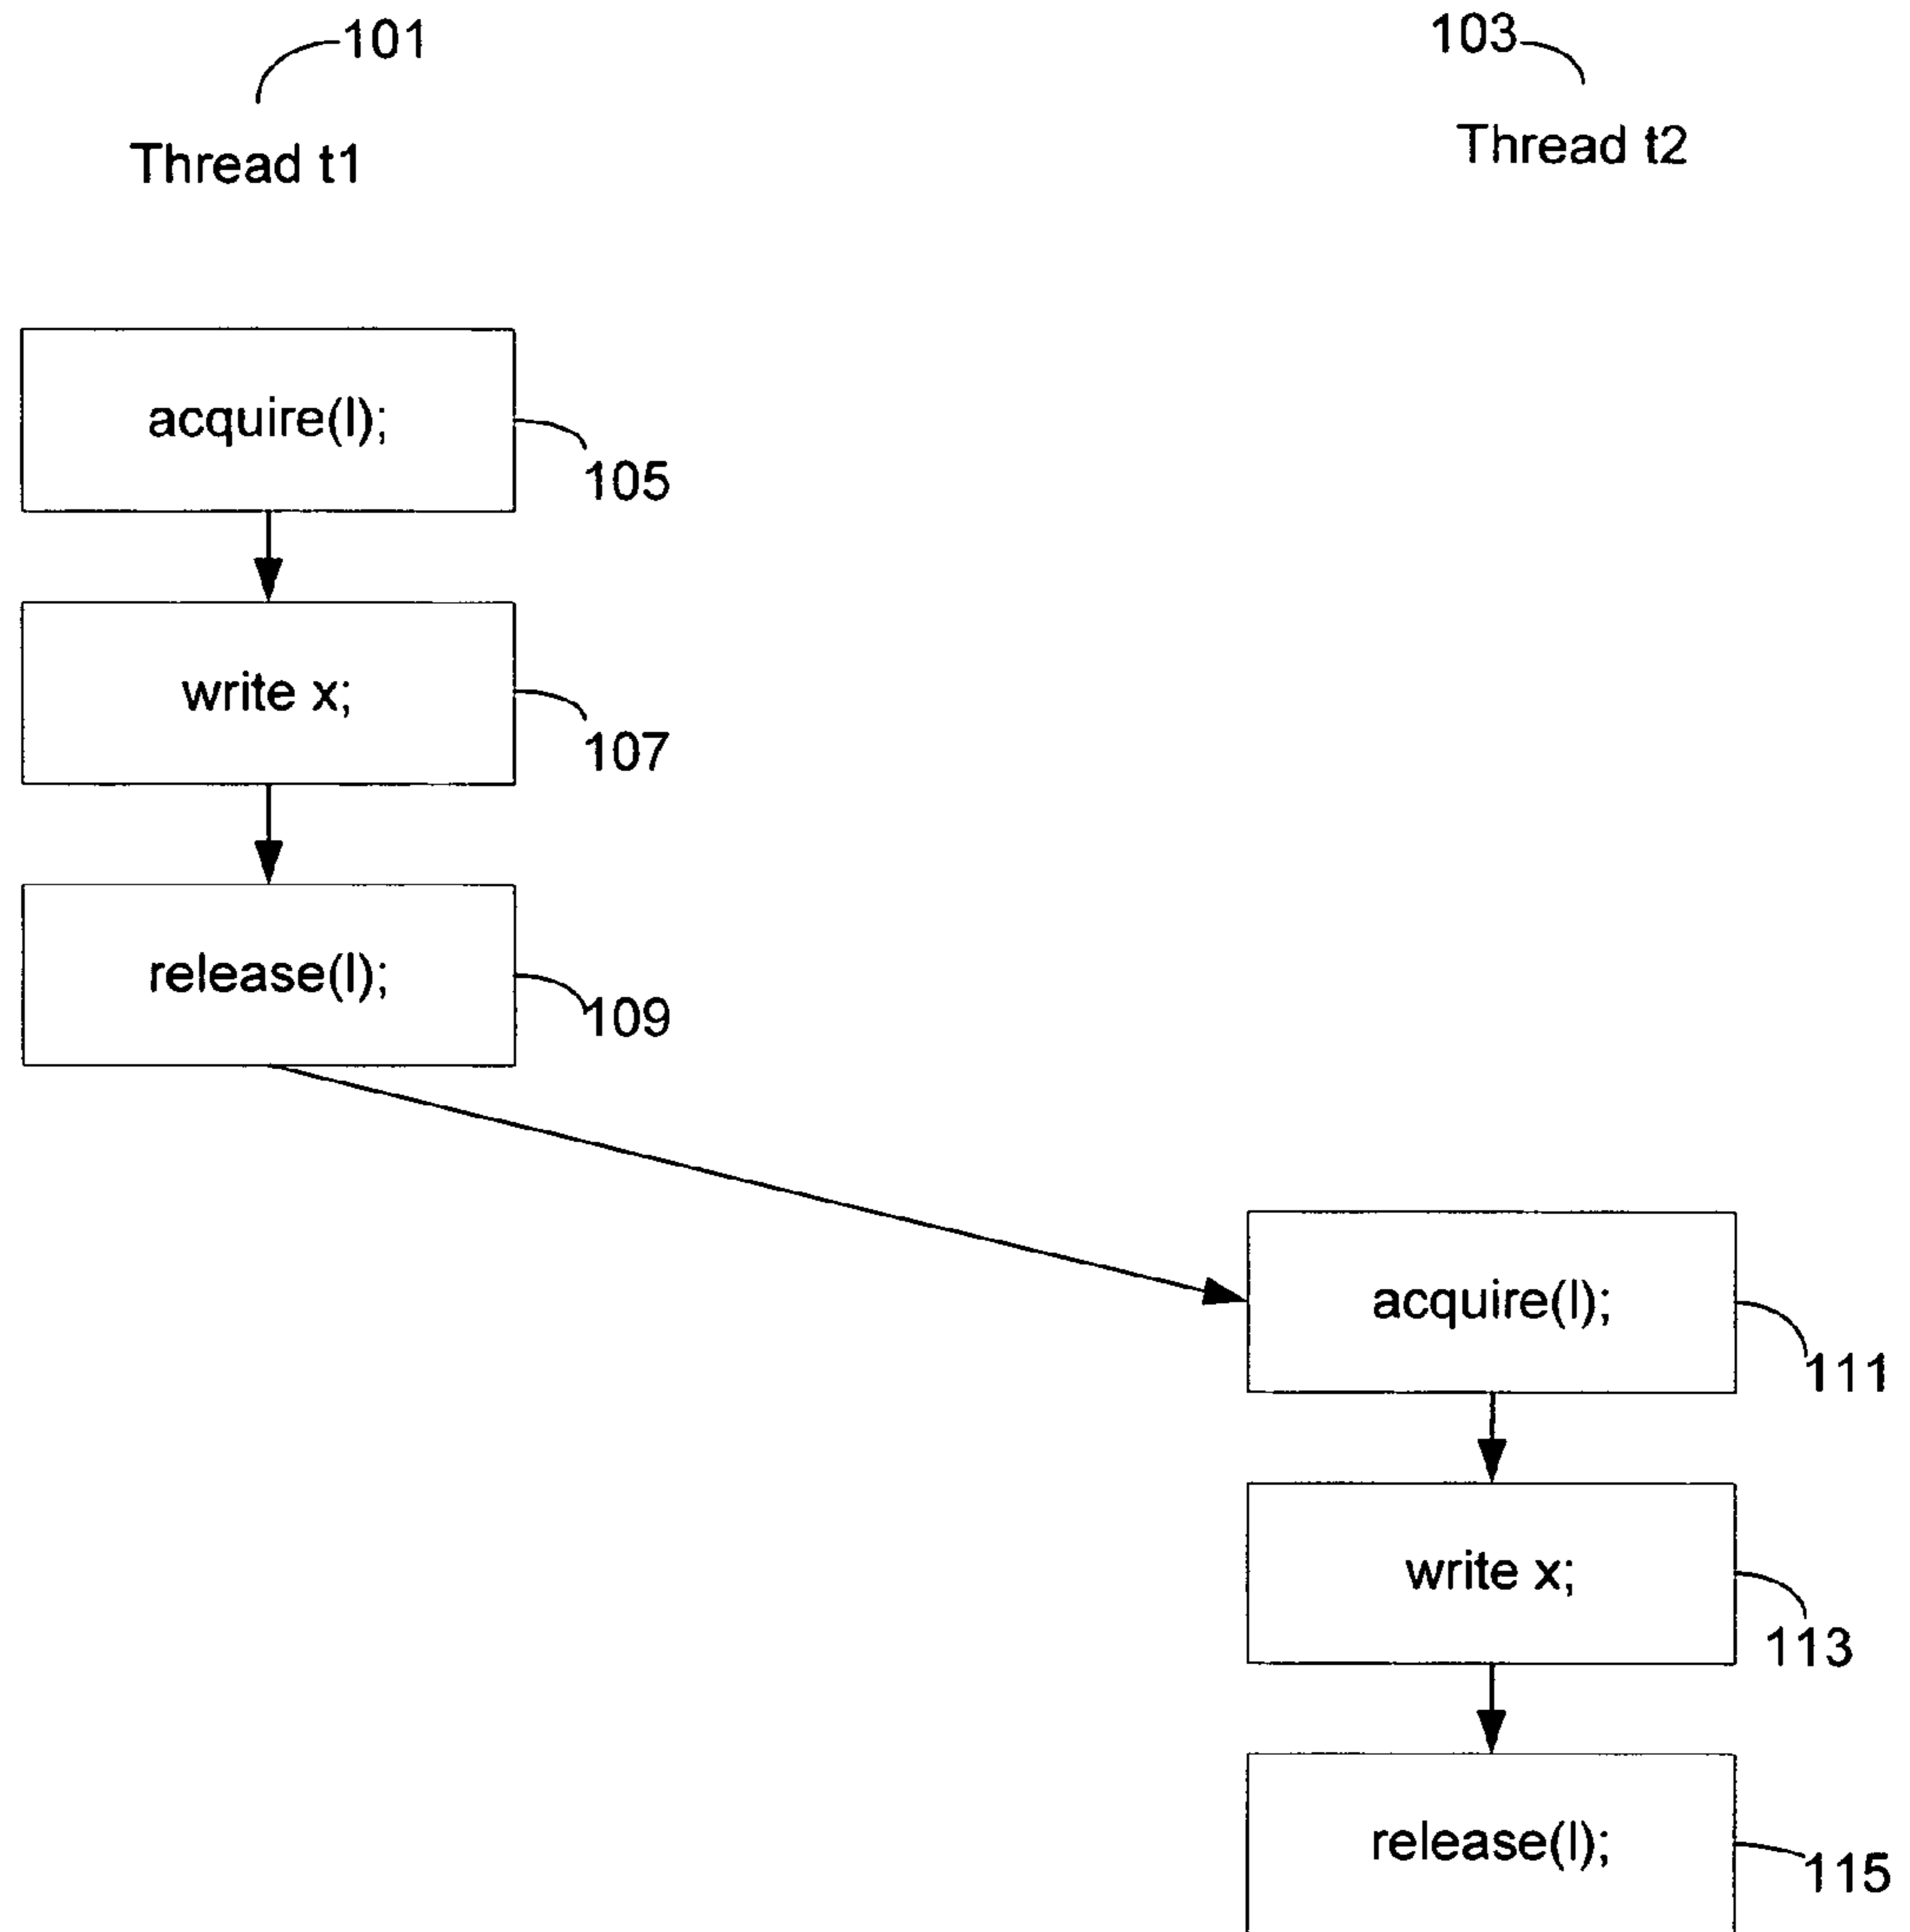 101
103
Thread t1
Thread t2
acquire(l);
105
write x;
107
release(l);
109
acquire(l);
111
write x;
113
release(l);
115